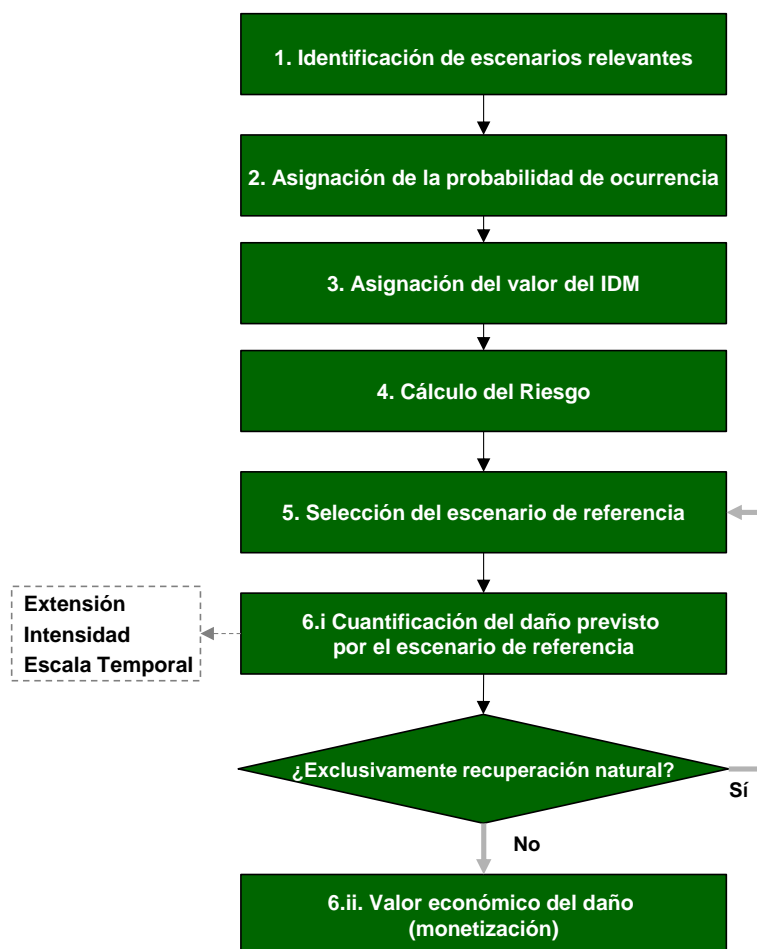 1. Identificación de escenarios relevantes
2. Asignación de la probabilidad de ocurrencia
3. Asignación del valor del IDM
4. Cálculo del Riesgo
5. Selección del escenario de referencia
Extensión
Intensidad
Escala Temporal
6.i Cuantificación del daño previsto
por el escenario de referencia
¿Exclusivamente recuperación natural?
Sí
No
6.ii. Valor económico del daño
(monetización)